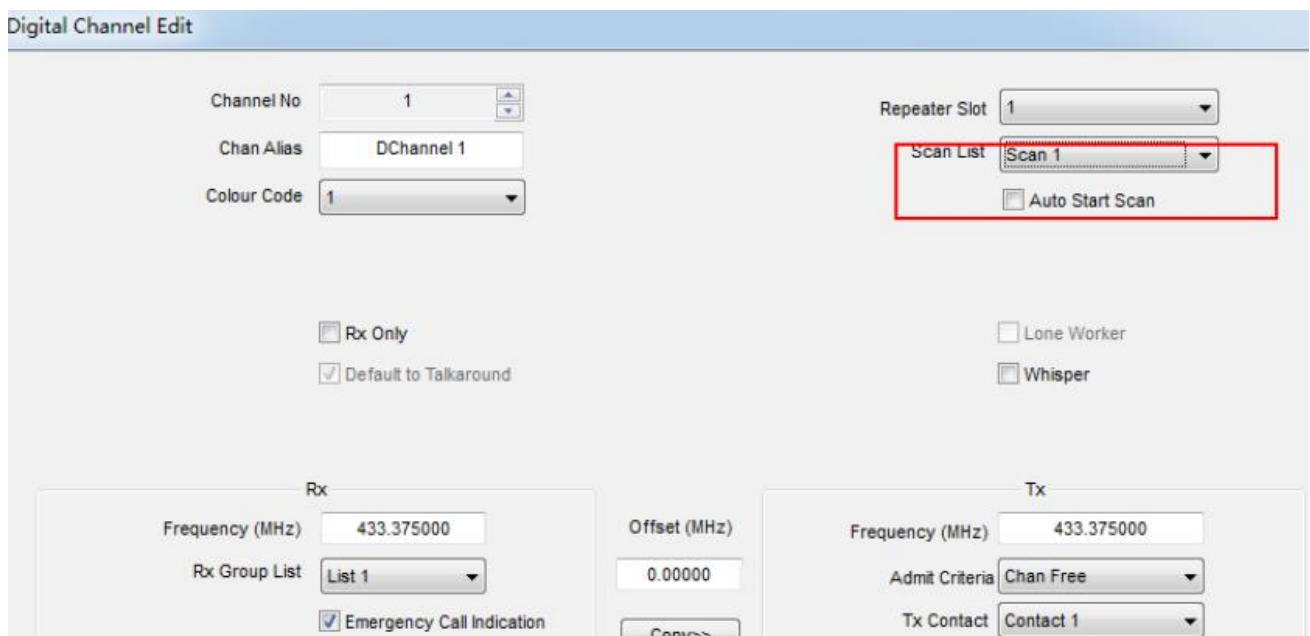 Digital Channel Edit
Channel No 1
Repeater Slot 1
Chan Alias DChannel 1
Scan List Scan 1
Colour Code 1
Auto Start Scan
Rx Only
Lone Worker
Default to Talkaround
Whisper
Rx
Tx
Frequency (MHz) 433.375000
Offset (MHz)
Frequency (MHz) 433.375000
Rx Group List List 1
0.00000
Admit Criteria Chan Free
Emergency Call Indication
Copy>>
Tx Contact Contact 1